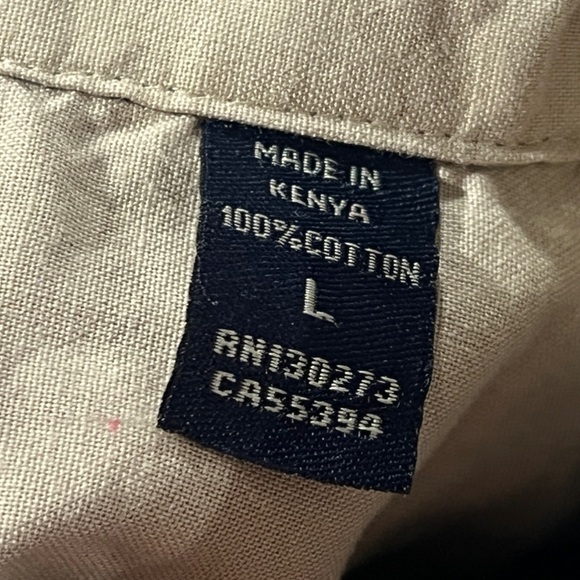 MADE IN
KENYA
100%COTTON
L
RN130273
CA55394